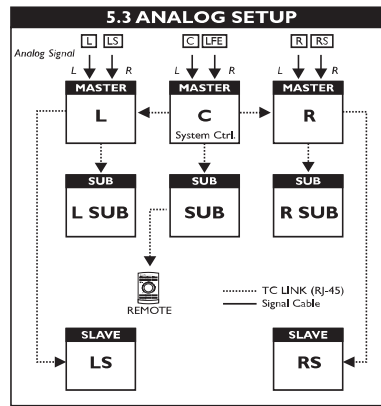 5.3 ANALOG SETUP
L LS C LFE R RS
Analog Signal
L R L R L R
MASTER MASTER MASTER
L C R
System Ctrl.
SUB SUB SUB
L SUB SUB R SUB
REMOTE
TC LINK (RJ-45)
Signal Cable
SLAVE SLAVE
LS RS